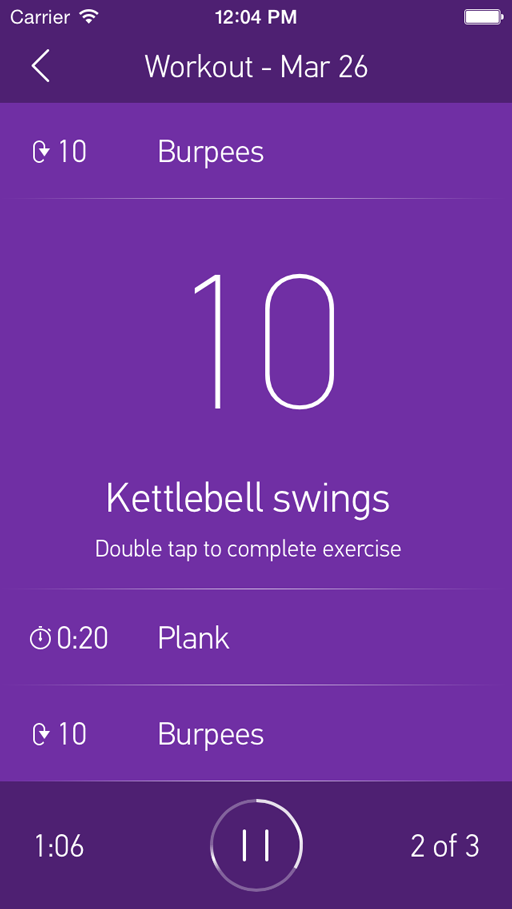 Carrier 12:04 PM
Workout - Mar 26
10 Burpees
10
Kettlebell swings
Double tap to complete exercise
0:20 Plank
10 Burpees
1:06 2 of 3